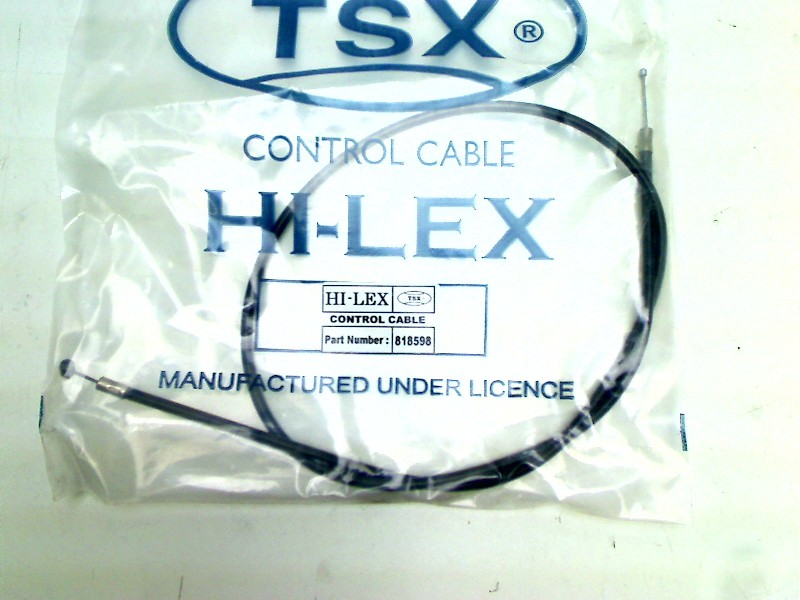 TSX ®
CONTROL CABLE
HI-LEX
HI-LEX TSX
CONTROL CABLE
Part Number : 818598
MANUFACTURED UNDER LICENCE